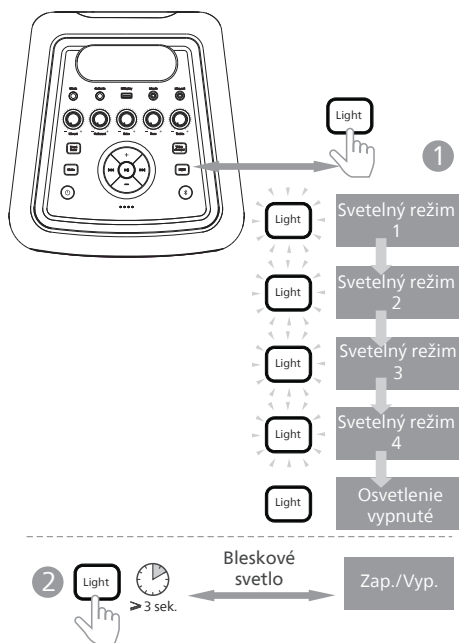 Light
1
Light
Svetelný režim
1
Light
Svetelný režim
2
Light
Svetelný režim
3
Light
Svetelný režim
4
Light
Osvetlenie
vypnuté
2
Light
≥ 3 sek.
Bleskové
svetlo
Zap./Vyp.